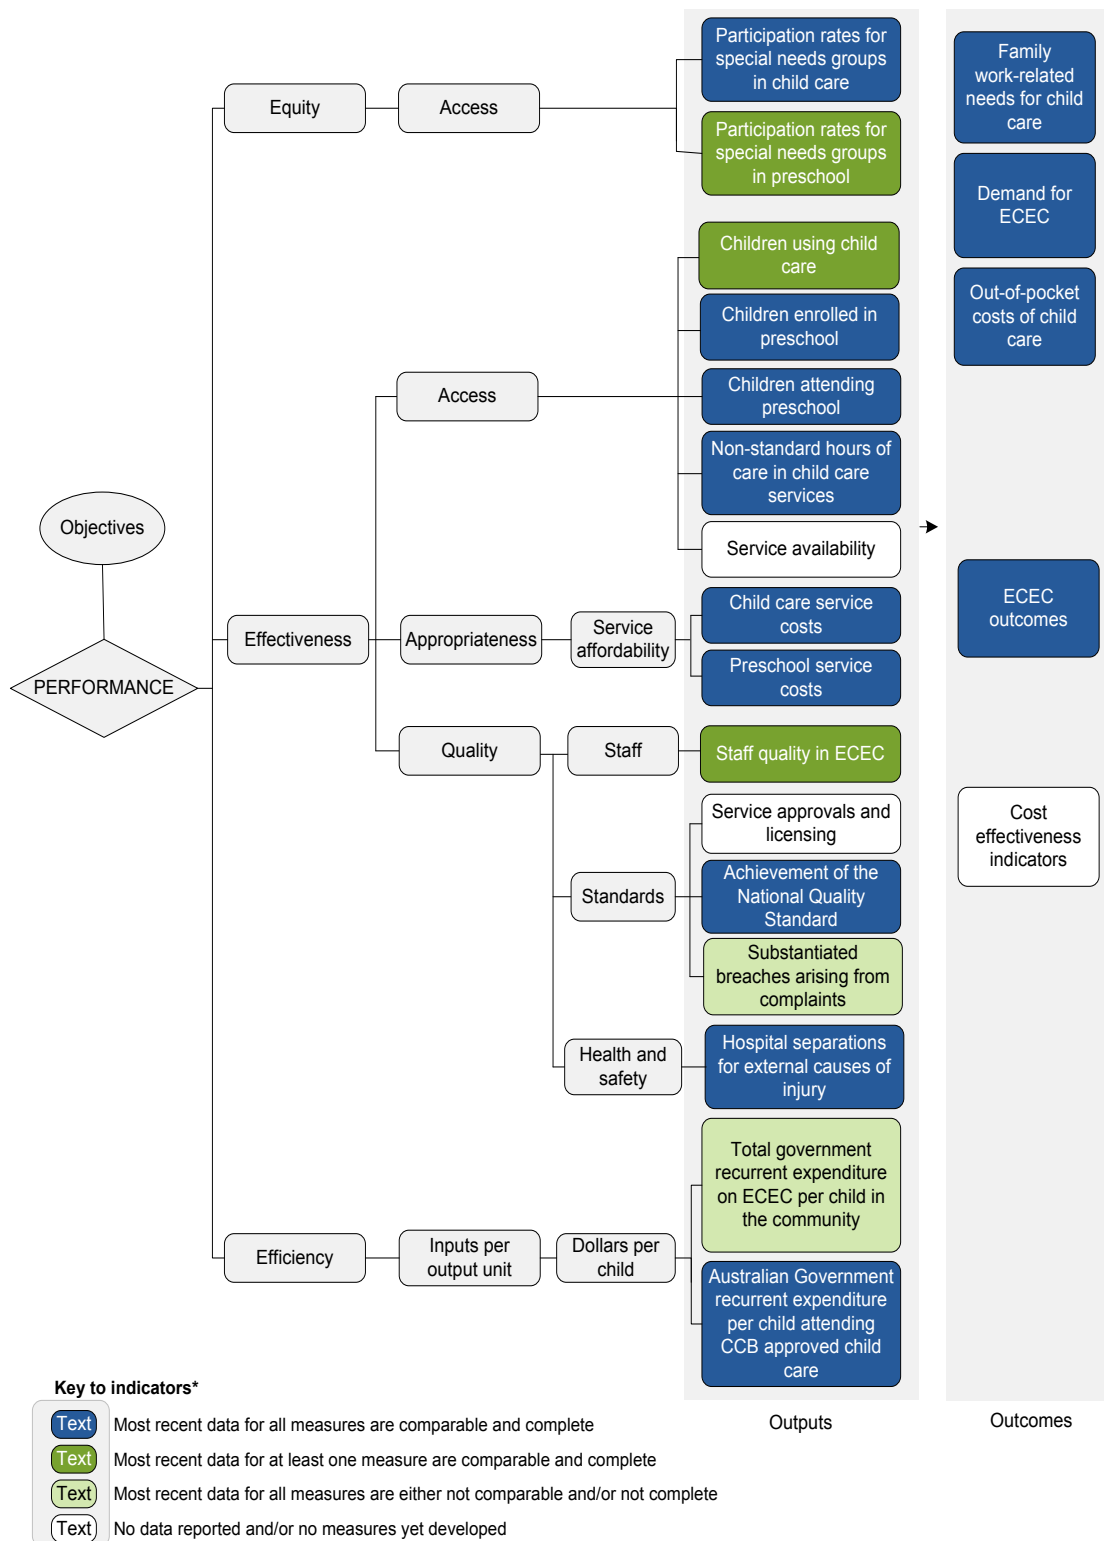 Objectives
PERFORMANCE
Equity
Access
Participation rates for
special needs groups
in child care
Participation rates for
special needs groups
in preschool
Effectiveness
Access
Children using child
care
Children enrolled in
preschool
Children attending
preschool
Non-standard hours of
care in child care
services
Service availability
Appropriateness
Service
affordability
Child care service
costs
Preschool service
costs
Quality
Staff
Staff quality in ECEC
Standards
Service approvals and
licensing
Achievement of the
National Quality
Standard
Substantiated
breaches arising from
complaints
Health and
safety
Hospital separations
for external causes of
injury
Efficiency
Inputs per
output unit
Dollars per
child
Total government
recurrent expenditure
on ECEC per child in
the community
Australian Government
recurrent expenditure
per child attending
CCB approved child
care
Outputs
Family
work-related
needs for child
care
Demand for
ECEC
Out-of-pocket
costs of child
care
ECEC
outcomes
Cost
effectiveness
indicators
Outcomes
Key to indicators*
Text Most recent data for all measures are comparable and complete
Text Most recent data for at least one measure are comparable and complete
Text Most recent data for all measures are either not comparable and/or not complete
Text No data reported and/or no measures yet developed